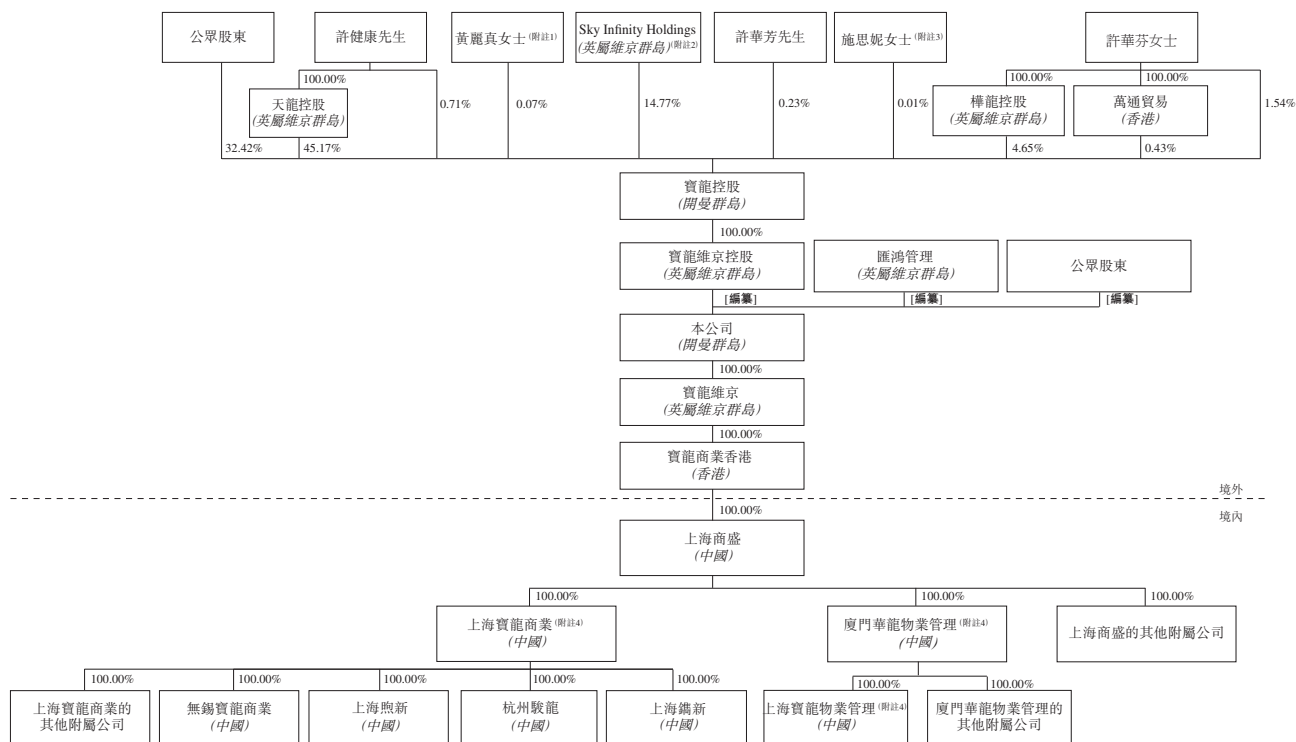 公眾股東
許健康先生
黃麗真女士(附註1)
Sky Infinity Holdings
(英屬維京群島)(附註2)
許華芳先生
施思妮女士(附註3)
許華芬女士
100.00%
100.00%
100.00%
天龍控股
(英屬維京群島)
0.71%
0.07%
14.77%
0.23%
0.01%
樺龍控股
(英屬維京群島)
萬通貿易
(香港)
1.54%
32.42%
45.17%
4.65%
0.43%
寶龍控股
(開曼群島)
100.00%
寶龍維京控股
(英屬維京群島)
匯鴻管理
(英屬維京群島)
公眾股東
[編纂]
[編纂]
[編纂]
本公司
(開曼群島)
100.00%
寶龍維京
(英屬維京群島)
100.00%
寶龍商業香港
(香港)
境外
100.00%
境內
上海商盛
(中國)
100.00%
100.00%
100.00%
上海寶龍商業(附註4)
(中國)
廈門華龍物業管理(附註4)
(中國)
上海商盛的其他附屬公司
100.00%
100.00%
100.00%
100.00%
100.00%
100.00%
100.00%
上海寶龍商業的
其他附屬公司
無錫寶龍商業
(中國)
上海煦新
(中國)
杭州駿龍
(中國)
上海鐫新
(中國)
上海寶龍物業管理(附註4)
(中國)
廈門華龍物業管理的
其他附屬公司